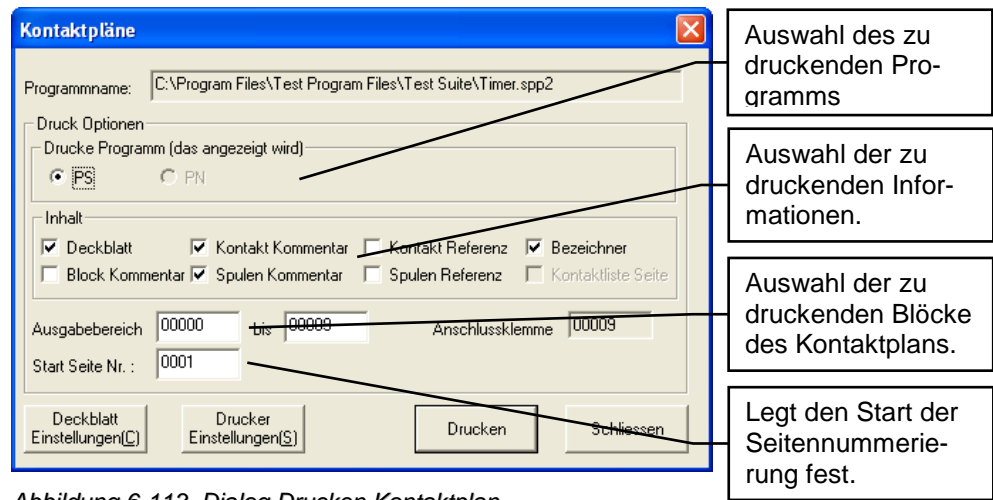 Kontaktpläne
Programmname: C:\Program Files\Test Program Files\Test Suite\Timer.spp2
Druck Optionen
Drucke Programm (das angezeigt wird)
PS PN
Inhalt
Deckblatt Kontakt Kommentar Kontakt Referenz Bezeichner
Block Kommentar Spulen Kommentar Spulen Referenz Kontaktliste Seite
Ausgabebereich 00000 bis 00009 Anschlussklemme 00009
Start Seite Nr. : 0001
Deckblatt
Einstellungen(C)
Drucker
Einstellungen(S)
Drucken
Schliessen
Auswahl des zu
druckenden Pro-
gramms
Auswahl der zu
druckenden Infor-
mationen.
Auswahl der zu
druckenden Blöcke
des Kontaktplans.
Legt den Start der
Seitennummerie-
rung fest.
Abbildung 6-112, Dialog Drucken Kontaktplan